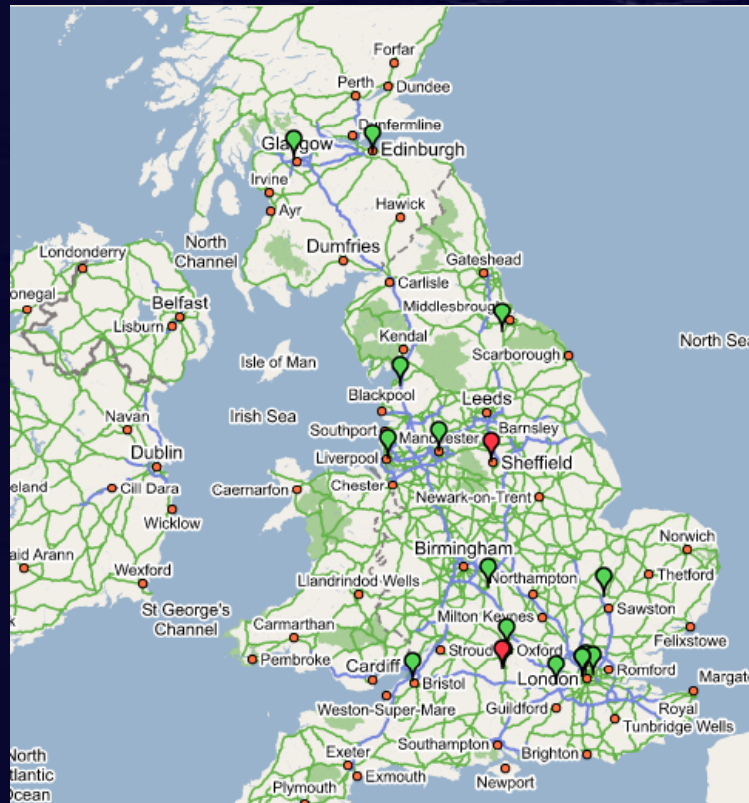 Forfar
Perth
Dundee
Dunfermline
Glasgow
Edinburgh
Irvine
Ayr
Hawick
North
Channel
Dumfries
Londonderry
Gateshead
Carlisle
onegal
Belfast
Lisburn
Middlesbrough
Kendal
Scarborough
North Sea
Isle of Man
Blackpool
Leeds
Navan
Irish Sea
Southport
Manchester
Barnsley
Dublin
Liverpool
Sheffield
eland
Cill Dara
Caernarfon
Chester
Newark-on-Trent
Wicklow
Norwich
aid Arann
Birmingham
Wexford
Llandrindod Wells
Northampton
Thetford
St George's
Channel
Milton Keynes
Sawston
Carmarthan
Felixstowe
Pembroke
Cardiff
Stroud
Oxford
London
Romford
Bristol
Margat
Weston-Super-Mare
Guildford
Royal
Tunbridge Wells
Southampton
Brighton
North
tlantic
Ocean
Exeter
Exmouth
Newport
Plymouth